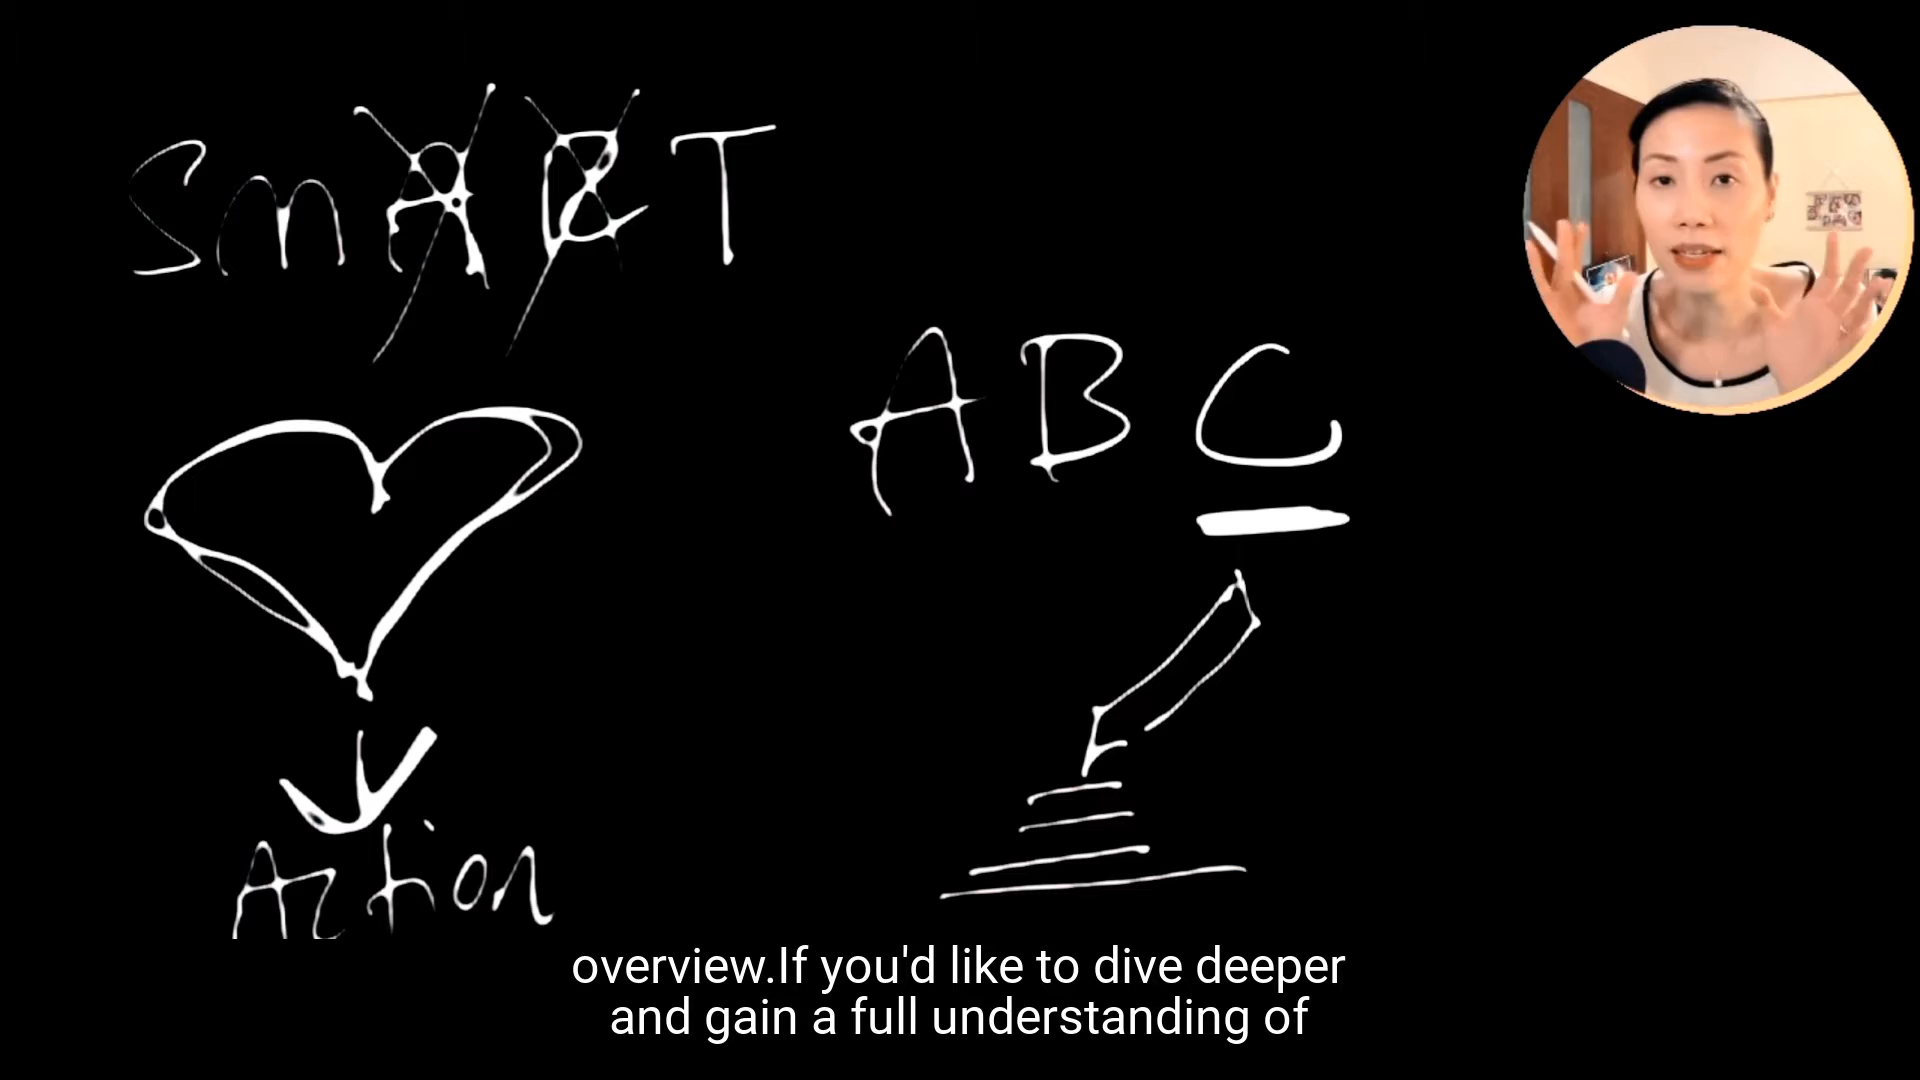 SMART
ABC
Action
overview.If you'd like to dive deeper
and gain a full understanding of